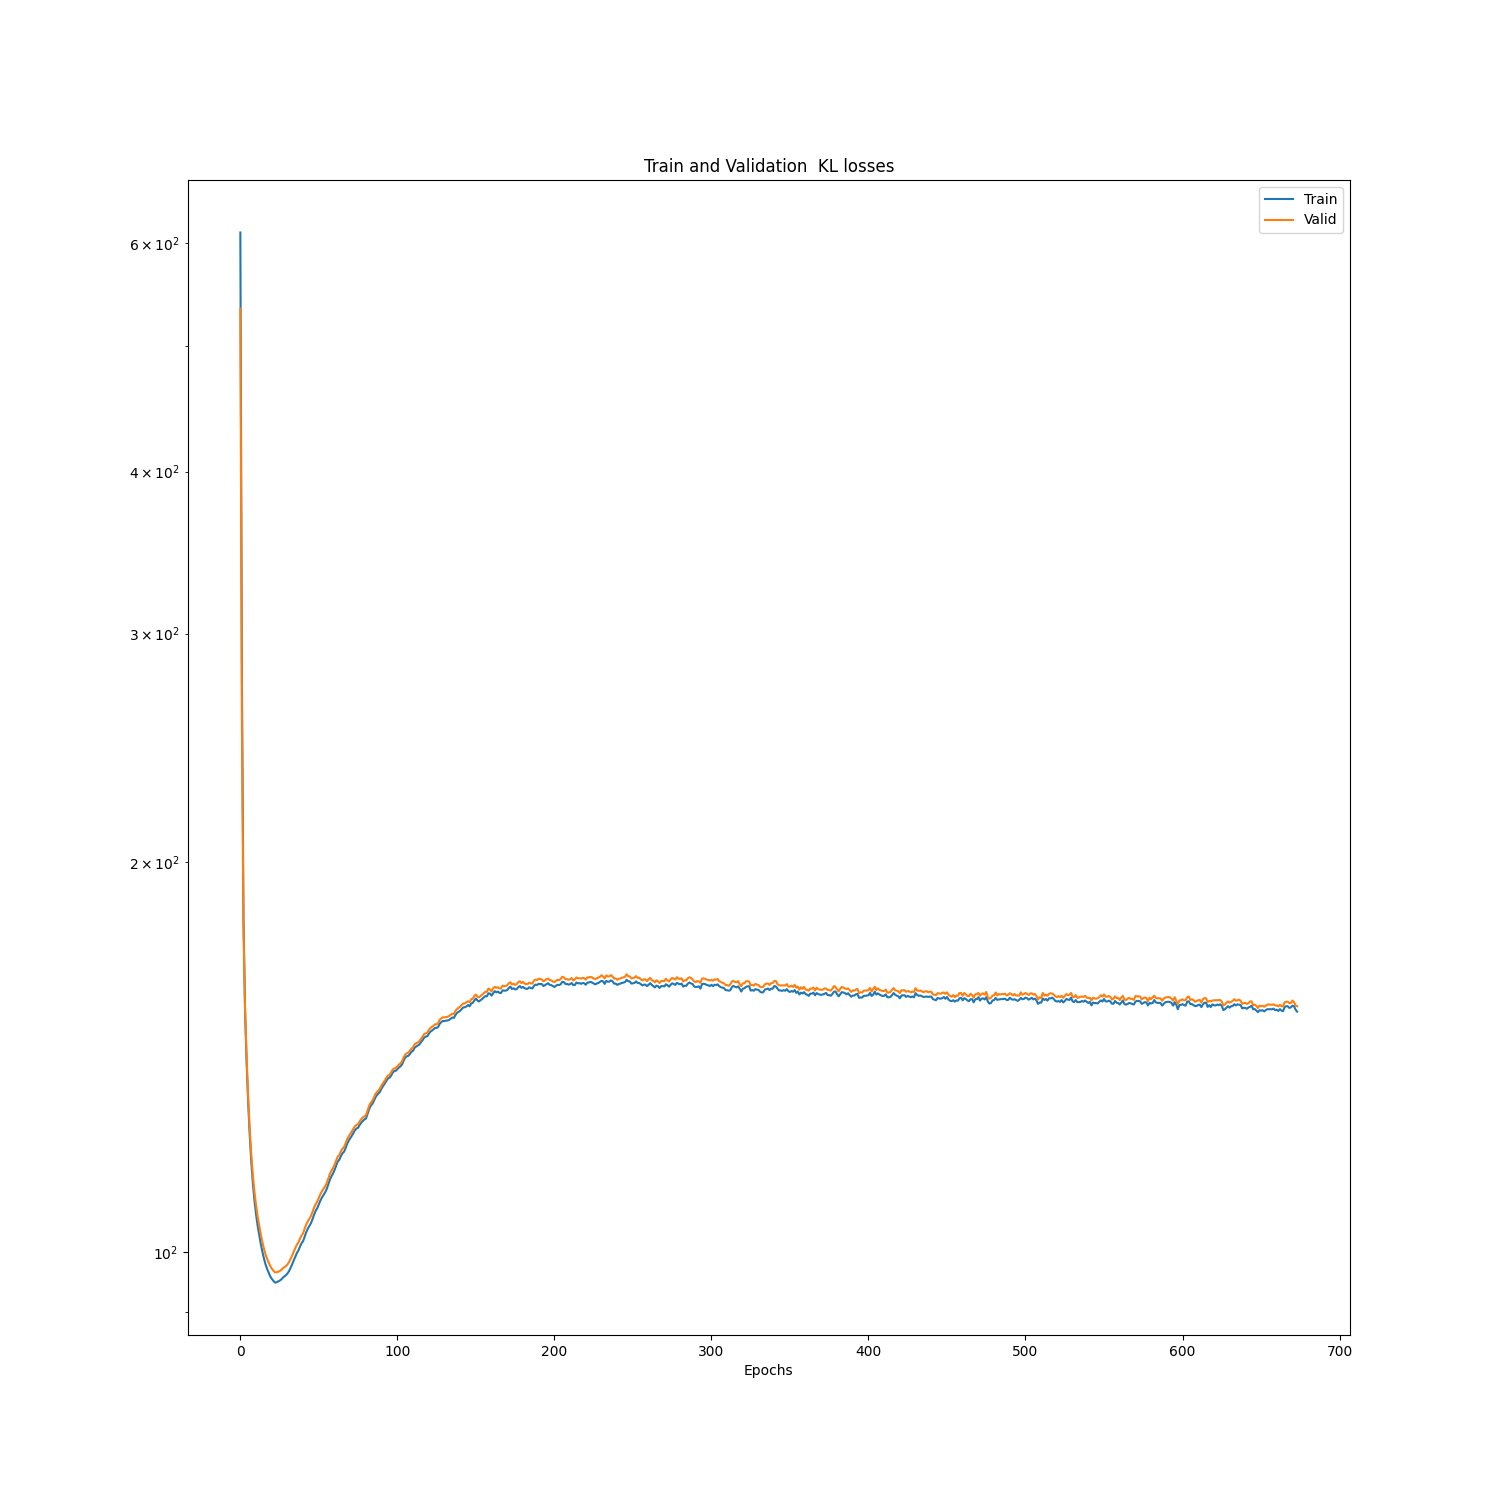 Train and Validation  KL losses
Train
Valid
6 × 10²
4 × 10²
3 × 10²
2 × 10²
10²
0 100 200 300 400 500 600 700
Epochs